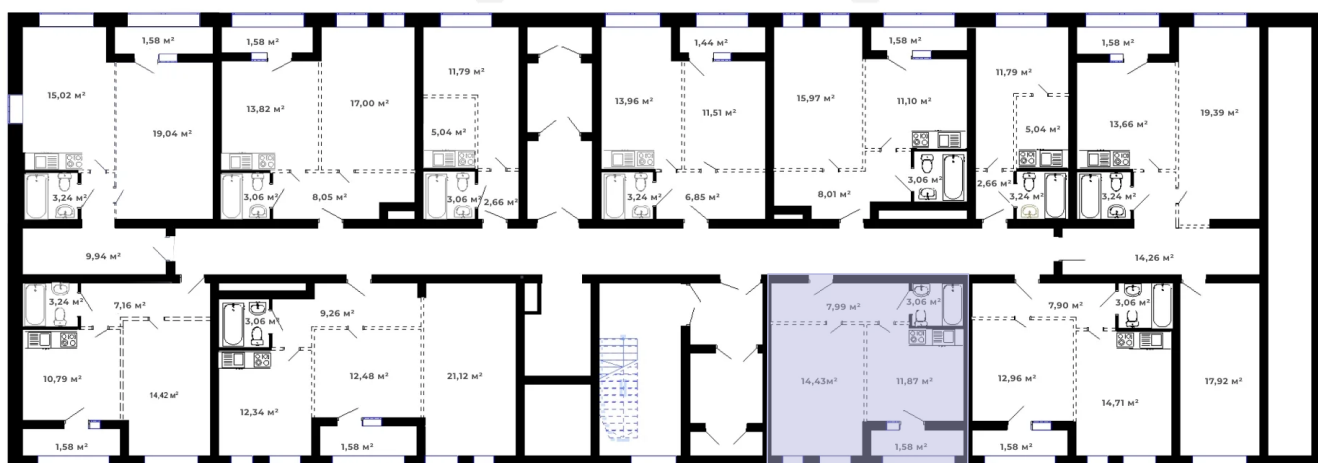 1,58 м²
1,58 м²
1,44 м²
1,58 м²
1,58 м²
15,02 м²
19,04 м²
13,82 м²
17,00 м²
11,79 м²
5,04 м²
13,96 м²
11,51 м²
15,97 м²
11,10 м²
11,79 м²
5,04 м²
13,66 м²
19,39 м²
3,24 м²
3,06 м²
8,05 м²
3,06 м²
2,66 м²
3,24 м²
6,85 м²
8,01 м²
3,06 м²
2,66 м²
3,24 м²
3,24 м²
9,94 м²
14,26 м²
3,24 м²
7,16 м²
3,06 м²
9,26 м²
7,99 м²
3,06 м²
7,90 м²
3,06 м²
10,79 м²
14,42 м²
12,34 м²
12,48 м²
21,12 м²
14,43м²
11,87 м²
12,96 м²
14,71 м²
17,92 м²
1,58 м²
1,58 м²
1,58 м²
1,58 м²